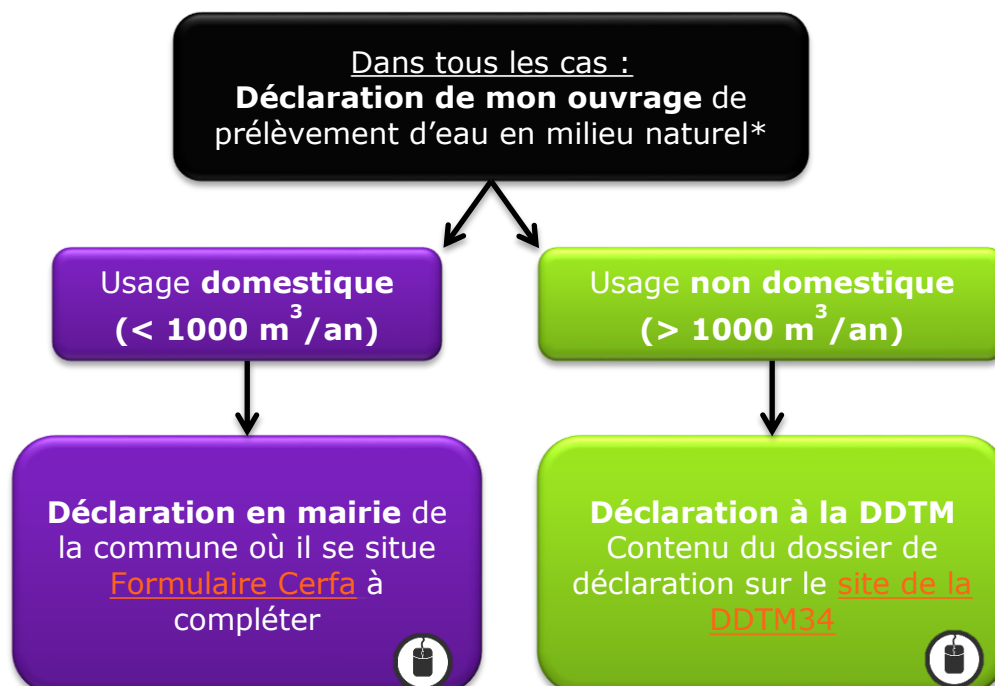 Dans tous les cas :
Déclaration de mon ouvrage de
prélèvement d’eau en milieu naturel*
Usage domestique
(< 1000 m³/an)
Usage non domestique
(> 1000 m³/an)
Déclaration en mairie de
la commune où il se situe
Formulaire Cerfa à
compléter
Déclaration à la DDTM
Contenu du dossier de
déclaration sur le site de la
DDTM34